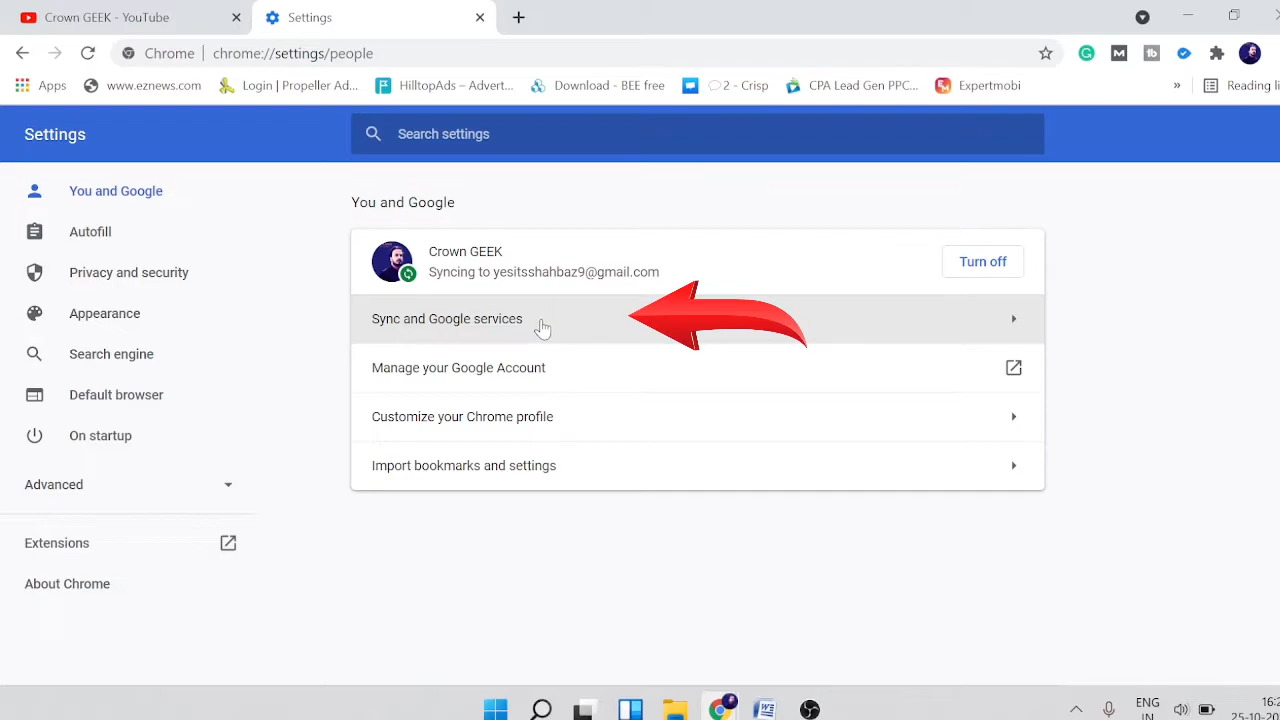 Crown GEEK - YouTube
Settings
Chrome | chrome://settings/people
Apps
www.eznews.com
Login | Propeller Ad...
HilltopAds – Advert...
Download - BEE free
2 - Crisp
CPA Lead Gen PPC...
Expertmobi
»
Reading li
Settings
Search settings
You and Google
Autofill
Privacy and security
Appearance
Search engine
Default browser
On startup
Advanced
Extensions
About Chrome
You and Google
Crown GEEK
Syncing to yesitsshahbaz9@gmail.com
Turn off
Sync and Google services
Manage your Google Account
Customize your Chrome profile
Import bookmarks and settings
ENG
IN
16:2
25-10-